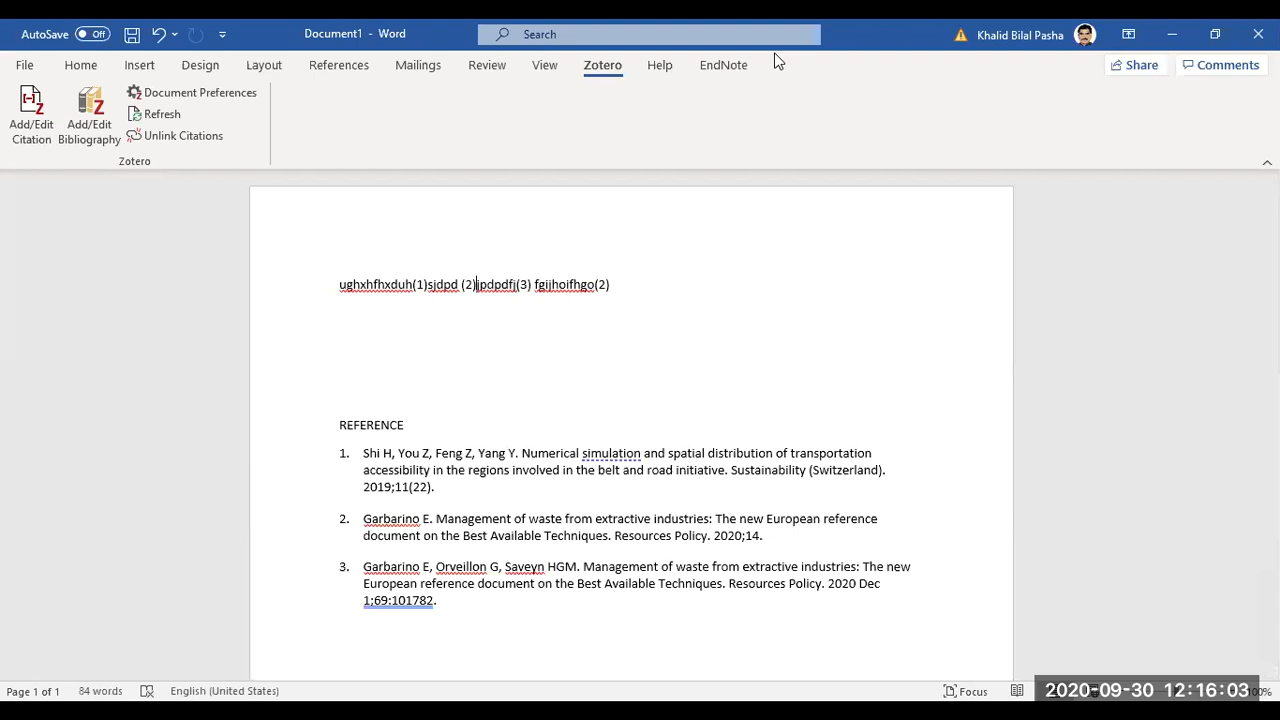 AutoSave Off Document1 - Word Search Khalid Bilal Pasha
File Home Insert Design Layout References Mailings Review View Zotero Help EndNote Share Comments
Add/Edit Citation
Add/Edit Bibliography
Document Preferences
Refresh
Unlink Citations
Zotero
ughxhfhxduh(1)sjdpd (2)jpdpdfj(3) fgijhoifhgo(2)
REFERENCE
1. Shi H, You Z, Feng Z, Yang Y. Numerical simulation and spatial distribution of transportation
accessibility in the regions involved in the belt and road initiative. Sustainability (Switzerland).
2019;11(22).
2. Garbarino E. Management of waste from extractive industries: The new European reference
document on the Best Available Techniques. Resources Policy. 2020;14.
3. Garbarino E, Orveillon G, Saveyn HGM. Management of waste from extractive industries: The new
European reference document on the Best Available Techniques. Resources Policy. 2020 Dec
1;69:101782.
Page 1 of 1 84 words English (United States) Focus
2020-09-30 12:16:03